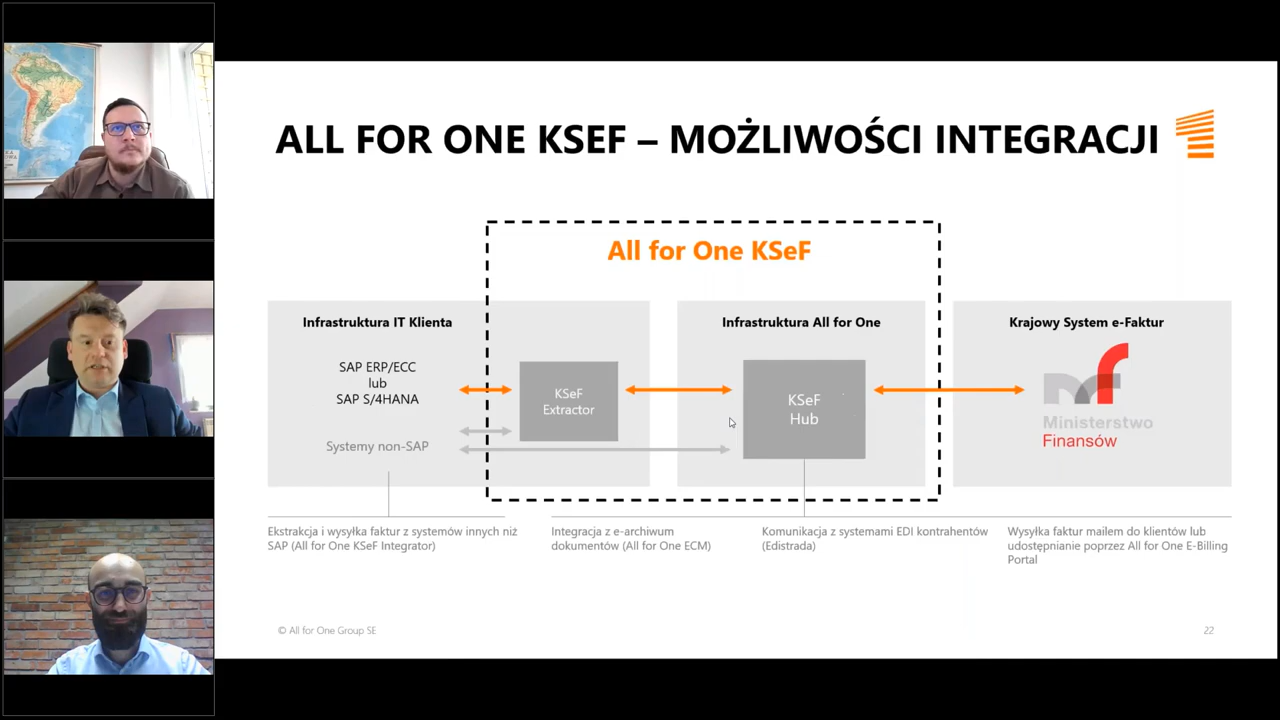 ALL FOR ONE KSEF – MOŻLIWOŚCI INTEGRACJI
All for One KSeF
Infrastruktura IT Klienta
SAP ERP/ECC
lub
SAP S/4HANA
Systemy non-SAP
KSeF
Extractor
Infrastruktura All for One
KSeF
Hub
Krajowy System e-Faktur
Ministerstwo
Finansów
Ekstrakcja i wysyłka faktur z systemów innych niż
SAP (All for One KSeF Integrator)
Integracja z e-archiwum
dokumentów (All for One ECM)
Komunikacja z systemami EDI kontrahentów
(Edistrada)
Wysyłka faktur mailem do klientów lub
udostępnianie poprzez All for One E-Billing
Portal
© All for One Group SE
22